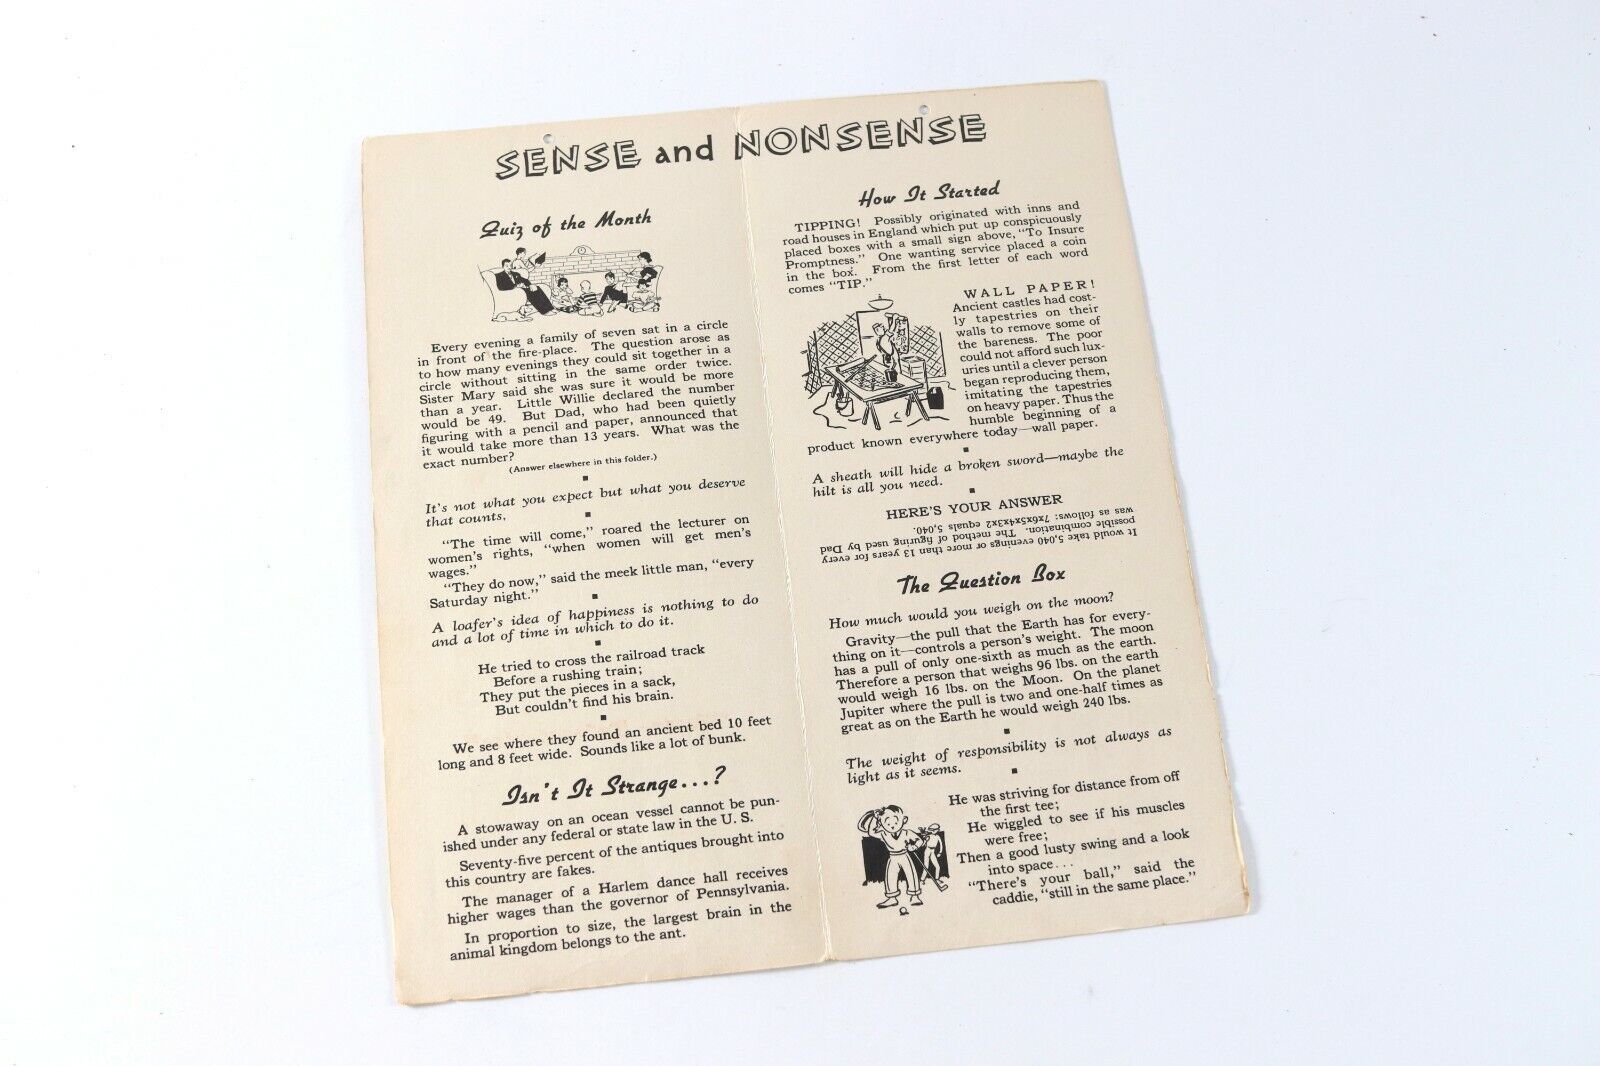 SENSE and NONSENSE
Quiz of the Month
Every evening a family of seven sat in a circle
in front of the fire-place. The question arose as
to how many evenings they could sit together in a
circle without sitting in the same order twice.
Sister Mary said she was sure it would be more
than a year. Little Willie declared the number
would be 49. But Dad, who had been quietly
figuring with a pencil and paper, announced that
it would take more than 13 years. What was the
exact number?
(Answer elsewhere in this folder.)
It's not what you expect but what you deserve
that counts.
"The time will come," roared the lecturer on
women's rights, "when women will get men's
wages."
"They do now," said the meek little man, "every
Saturday night."
A loafer's idea of happiness is nothing to do
and a lot of time in which to do it.
He tried to cross the railroad track
Before a rushing train;
They put the pieces in a sack,
But couldn't find his brain.
We see where they found an ancient bed 10 feet
long and 8 feet wide. Sounds like a lot of bunk.
Isn't It Strange...?
A stowaway on an ocean vessel cannot be pun-
ished under any federal or state law in the U. S.
Seventy-five percent of the antiques brought into
this country are fakes.
The manager of a Harlem dance hall receives
higher wages than the governor of Pennsylvania.
In proportion to size, the largest brain in the
animal kingdom belongs to the ant.
How It Started
TIPPING! Possibly originated with inns and
road houses in England which put up conspicuously
placed boxes with a small sign above, "To Insure
Promptness." One wanting service placed a coin
in the box. From the first letter of each word
comes "TIP."
WALL PAPER!
Ancient castles had cost-
ly tapestries on their
walls to remove some of
the bareness. The poor
could not afford such lux-
uries until a clever person
began reproducing them,
imitating the tapestries
on heavy paper. Thus the
humble beginning of a
product known everywhere today—wall paper.
A sheath will hide a broken sword—maybe the
hilt is all you need.
HERE'S YOUR ANSWER
It would take 5,040 evenings or more than 13 years for every
possible combination. The method of figuring used by Dad
was as follows: 7x6x5x4x3x2 equals 5,040.
The Question Box
How much would you weigh on the moon?
Gravity—the pull that the Earth has for every-
thing on it—controls a person's weight. The moon
has a pull of only one-sixth as much as the earth.
Therefore a person that weighs 96 lbs. on the earth
would weigh 16 lbs. on the Moon. On the planet
Jupiter where the pull is two and one-half times as
great as on the Earth he would weigh 240 lbs.
The weight of responsibility is not always as
light as it seems.
He was striving for distance from off
the first tee;
He wiggled to see if his muscles
were free;
Then a good lusty swing and a look
into space...
"There's your ball," said the
caddie, "still in the same place."